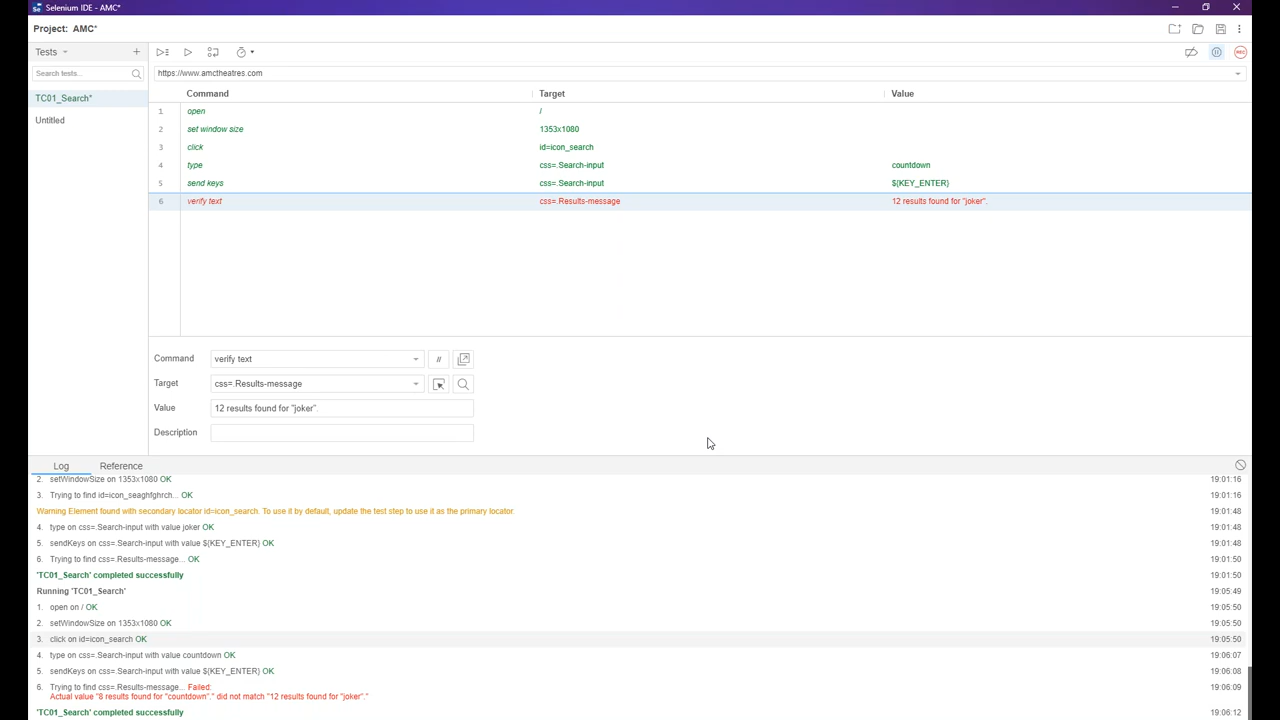 Selenium IDE - AMC*
Project: AMC*
Tests
Search tests...
https://www.amctheatres.com
REC
TC01_Search*
Untitled
Command Target Value
1 open /
2 set window size 1353x1080
3 click id=icon_search
4 type css=.Search-input countdown
5 send keys css=.Search-input ${KEY_ENTER}
6 verify text css=.Results-message 12 results found for "joker".
Command verify text //
Target css=.Results-message
Value 12 results found for "joker".
Description
Log Reference
2. setWindowSize on 1353x1080 OK 19:01:16
3. Trying to find id=icon_seaghfghrch... OK 19:01:16
Warning Element found with secondary locator id=icon_search. To use it by default, update the test step to use it as the primary locator. 19:01:48
4. type on css=.Search-input with value joker OK 19:01:48
5. sendKeys on css=.Search-input with value ${KEY_ENTER} OK 19:01:48
6. Trying to find css=.Results-message... OK 19:01:50
'TC01_Search' completed successfully 19:01:50
Running 'TC01_Search' 19:05:49
1. open on / OK 19:05:50
2. setWindowSize on 1353x1080 OK 19:05:50
3. click on id=icon_search OK 19:05:50
4. type on css=.Search-input with value countdown OK 19:06:07
5. sendKeys on css=.Search-input with value ${KEY_ENTER} OK 19:06:08
6. Trying to find css=.Results-message... Failed: 19:06:09
Actual value "8 results found for "countdown"." did not match "12 results found for "joker"."
'TC01_Search' completed successfully 19:06:12